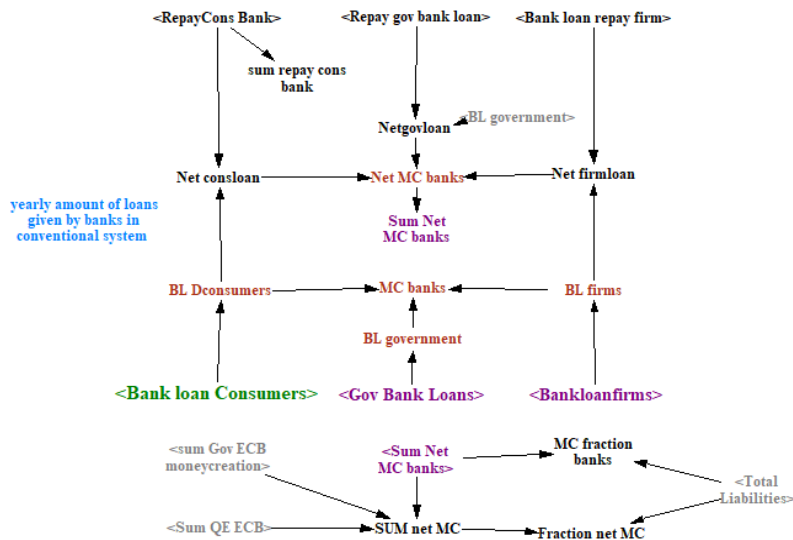 <RepayCons Bank>
<Repay gov bank loan>
<Bank loan repay firm>
sum repay cons
bank
Netgovloan
<BL government>
Net consloan
Net MC banks
Net firmloan
yearly amount of loans
given by banks in
conventional system
Sum Net
MC banks
BL Dconsumers
MC banks
BL firms
BL government
<Bank loan Consumers>
<Gov Bank Loans>
<Bankloanfirms>
<sum Gov ECB
moneycreation>
<Sum Net
MC banks>
MC fraction
banks
<Total
Liabilities>
<Sum QE ECB>
SUM net MC
Fraction net MC